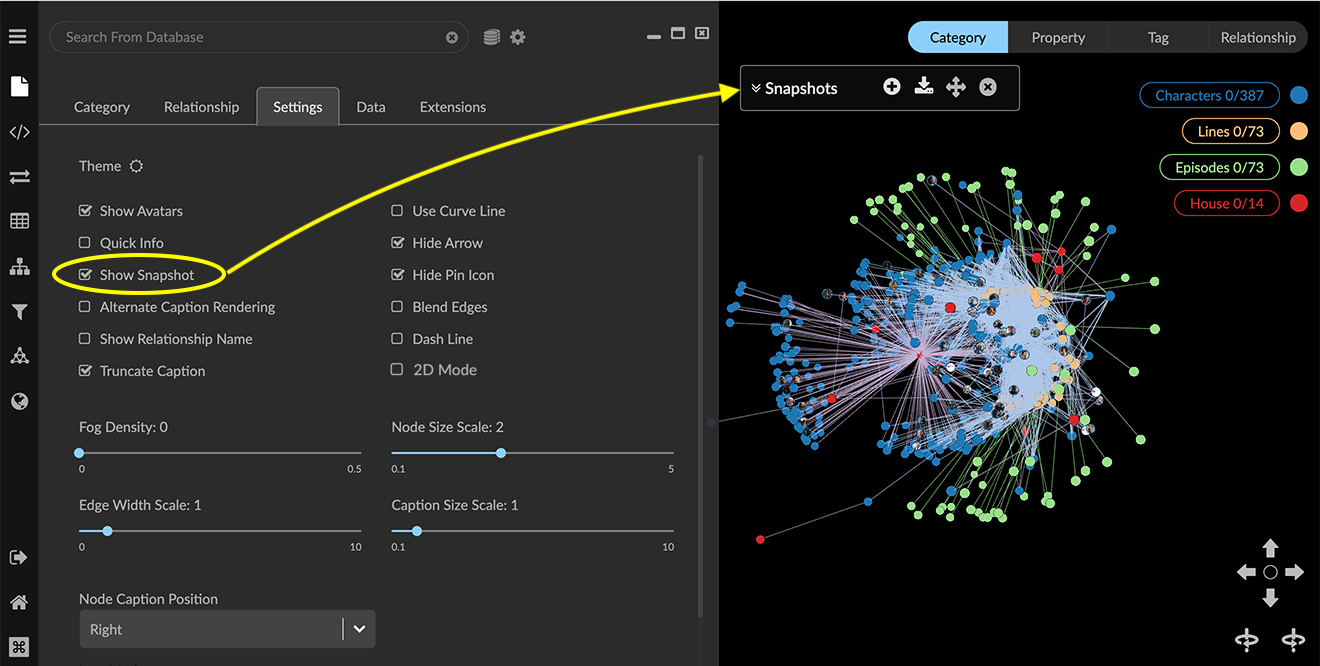 Search From Database
Category Relationship Settings Data Extensions
Theme
Show Avatars
Quick Info
Show Snapshot
Alternate Caption Rendering
Show Relationship Name
Truncate Caption
Use Curve Line
Hide Arrow
Hide Pin Icon
Blend Edges
Dash Line
2D Mode
Fog Density: 0
0 0.5
Node Size Scale: 2
0.1 5
Edge Width Scale: 1
0 10
Caption Size Scale: 1
0.1 10
Node Caption Position
Right
Category Property Tag Relationship
Snapshots
Characters 0/387
Lines 0/73
Episodes 0/73
House 0/14